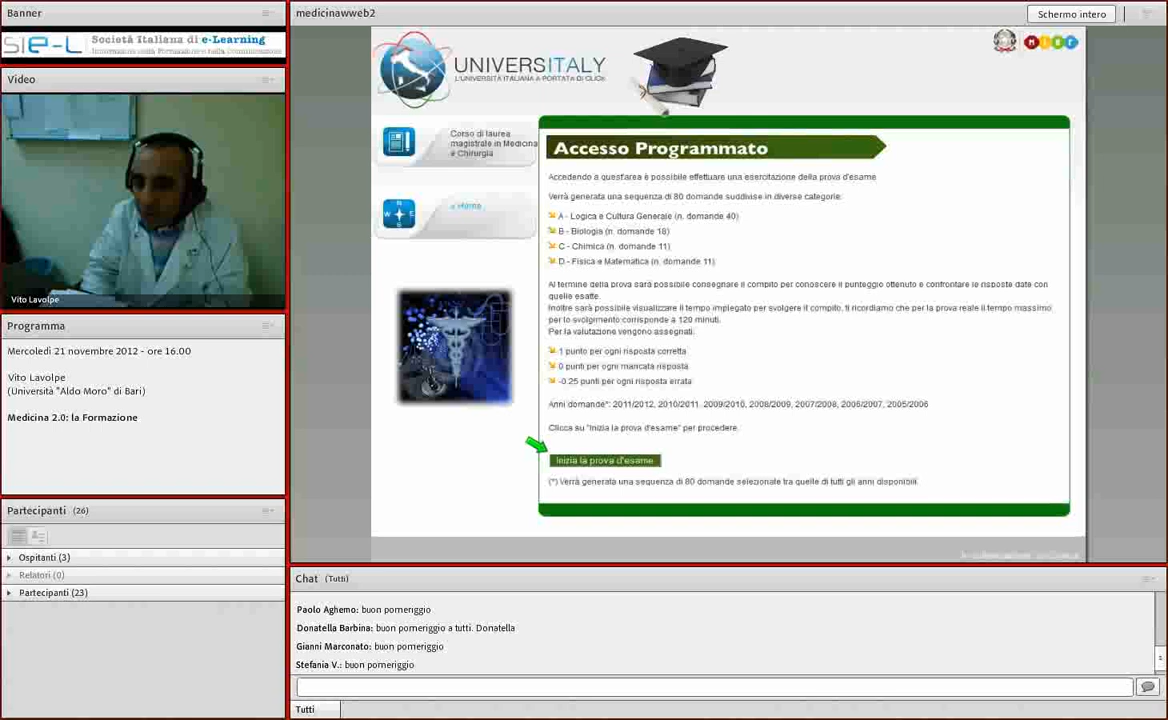 Banner
SIe-L Società Italiana di e-Learning
Video
Vito Lavolpe
Programma
Mercoledì 21 novembre 2012 - ore 16.00
Vito Lavolpe
(Università "Aldo Moro" di Bari)
Medicina 2.0: la Formazione
Partecipanti (26)
Ospitanti (3)
Relatori (0)
Partecipanti (23)
medicinawweb2
Schermo intero
UNIVERSITALY
L'UNIVERSITÀ ITALIANA A PORTATA DI CLICK
Corso di laurea
magistrale in Medicina
e Chirurgia
N
W E
S
» Home
Accesso Programmato
Accedendo a quest'area è possibile effettuare una esercitazione della prova d'esame
Verrà generata una sequenza di 80 domande suddivise in diverse categorie:
A - Logica e Cultura Generale (n. domande 40)
B - Biologia (n. domande 18)
C - Chimica (n. domande 11)
D - Fisica e Matematica (n. domande 11)
Al termine della prova sarà possibile consegnare il compito per conoscere il punteggio ottenuto e confrontare le risposte date con
quelle esatte.
Inoltre sarà possibile visualizzare il tempo impiegato per svolgere il compito, ti ricordiamo che per la prova reale il tempo massimo
per lo svolgimento corrisponde a 120 minuti.
Per la valutazione vengono assegnati:
1 punto per ogni risposta corretta
0 punti per ogni mancata risposta
-0.25 punti per ogni risposta errata
Anni domande*: 2011/2012, 2010/2011, 2009/2010, 2008/2009, 2007/2008, 2006/2007, 2005/2006
Clicca su "Inizia la prova d'esame" per procedere.
Inizia la prova d'esame
(*) Verrà generata una sequenza di 80 domande selezionate tra quelle di tutti gli anni disponibili.
Chat (Tutti)
Paolo Aghemo: buon pomeriggio
Donatella Barbina: buon pomeriggio a tutti. Donatella
Gianni Marconato: buon pomeriggio
Stefania V.: buon pomeriggio
Tutti